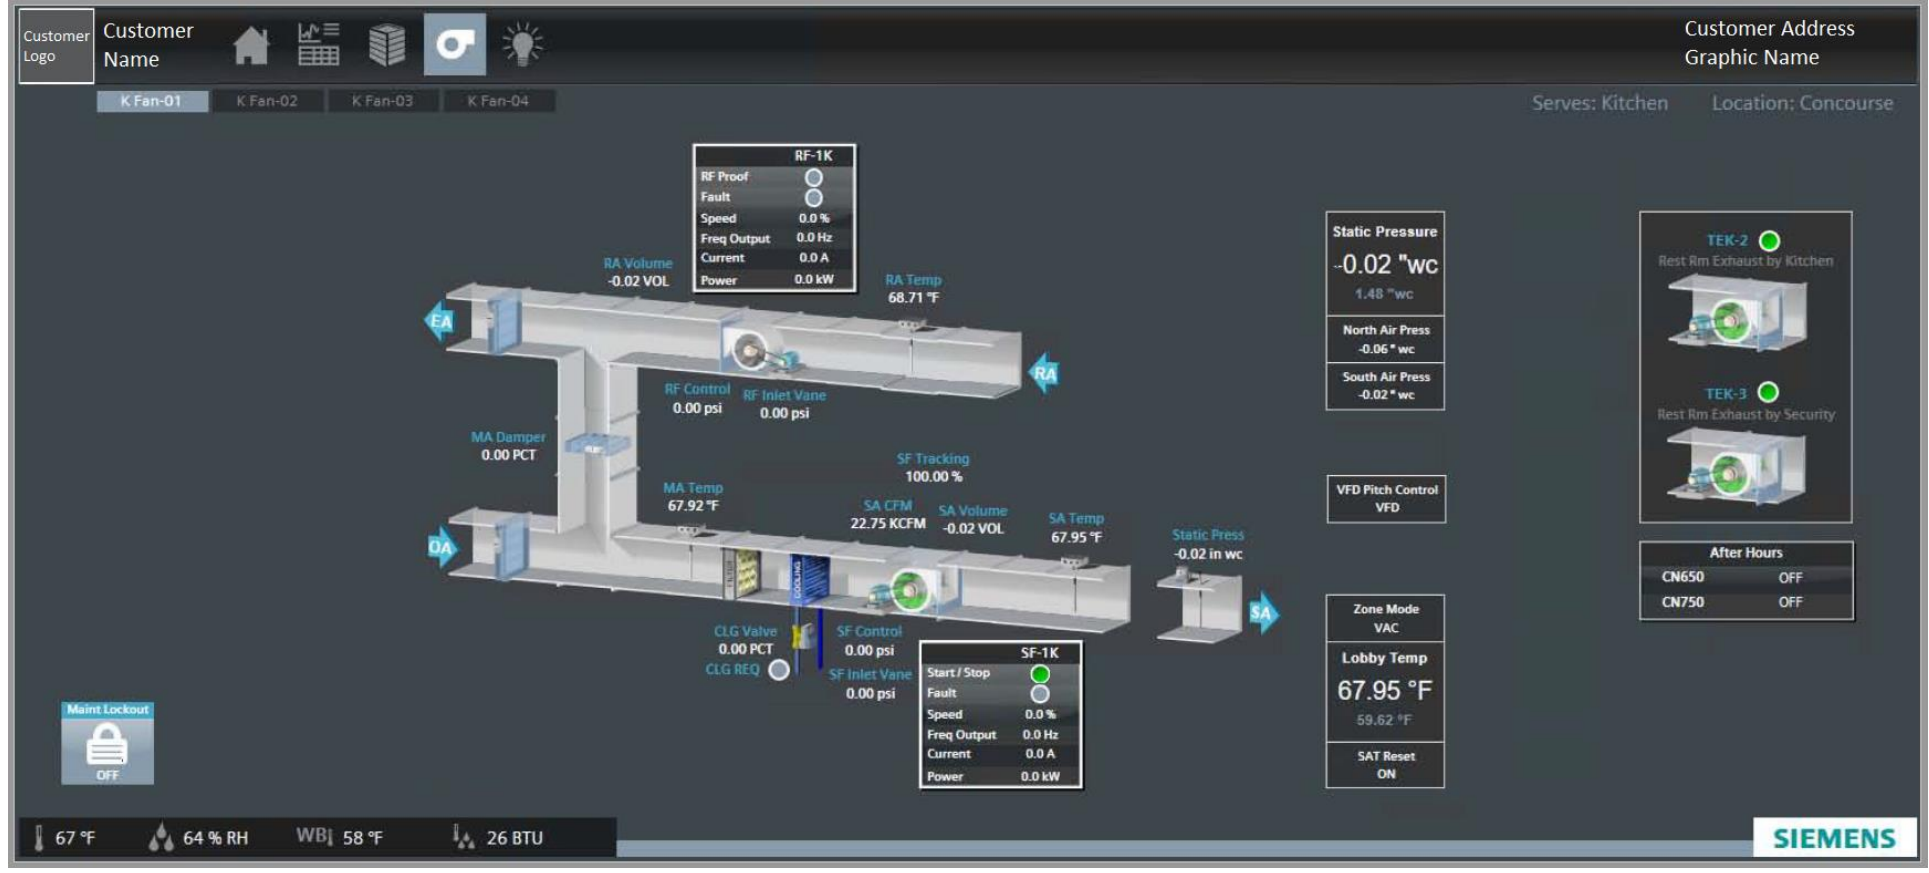 Customer
Logo
Customer
Name
Customer Address
Graphic Name
K Fan-01
K Fan-02
K Fan-03
K Fan-04
Serves: Kitchen
Location: Concourse
RF-1K
RF Proof
Fault
Speed 0.0 %
Freq Output 0.0 Hz
Current 0.0 A
Power 0.0 kW
RA Volume
-0.02 VOL
RA Temp
68.71 °F
EA
RA
RF Control
0.00 psi
RF Inlet Vane
0.00 psi
MA Damper
0.00 PCT
MA Temp
67.92 °F
SF Tracking
100.00 %
SA CFM
22.75 KCFM
SA Volume
-0.02 VOL
SA Temp
67.95 °F
Static Press
-0.02 in wc
OA
FILTER
COOLING
SA
CLG Valve
0.00 PCT
CLG REQ
SF Control
0.00 psi
SF Inlet Vane
0.00 psi
SF-1K
Start / Stop
Fault
Speed 0.0 %
Freq Output 0.0 Hz
Current 0.0 A
Power 0.0 kW
Static Pressure
-0.02 "wc
1.48 "wc
North Air Press
-0.06 " wc
South Air Press
-0.02 " wc
VFD Pitch Control
VFD
Zone Mode
VAC
Lobby Temp
67.95 °F
59.62 °F
SAT Reset
ON
TEK-2
Rest Rm Exhaust by Kitchen
TEK-3
Rest Rm Exhaust by Security
After Hours
CN650 OFF
CN750 OFF
Maint Lockout
OFF
67 °F
64 % RH
WB 58 °F
26 BTU
SIEMENS